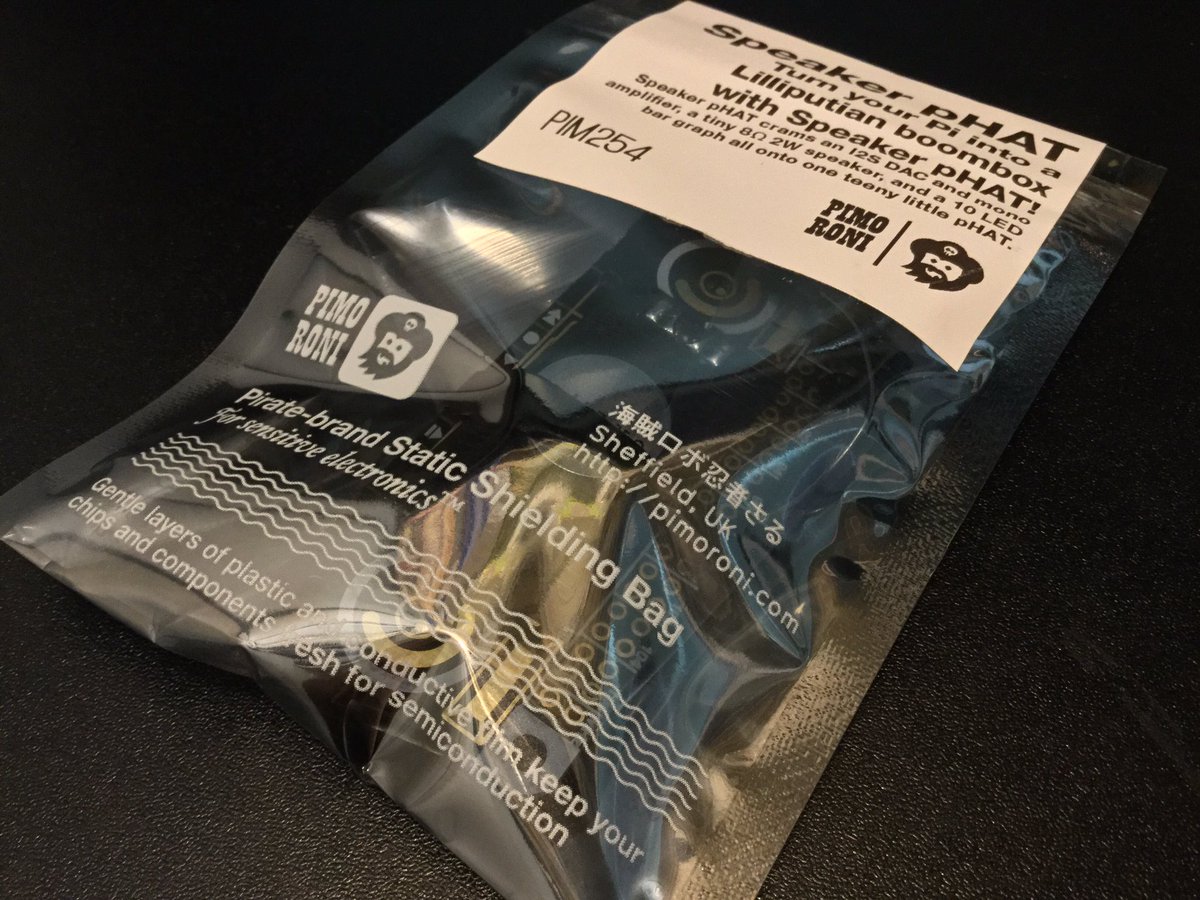 Speaker pHAT
Turn your Pi into a
Lilliputian boombox
with Speaker pHAT!
Speaker pHAT crams an I2S DAC and mono
amplifier, a tiny 8Ω 2W speaker, and a 10 LED
bar graph all onto one teeny little pHAT.
PIM254
PIMO
RONI
PIMO
RONI
Pirate-brand Static Shielding Bag
for sensitive electronics™
Gentle layers of plastic and conductive film keep your
chips and components fresh for semiconduction
海賊ロボ忍者さる
Sheffield, UK
http://pimoroni.com